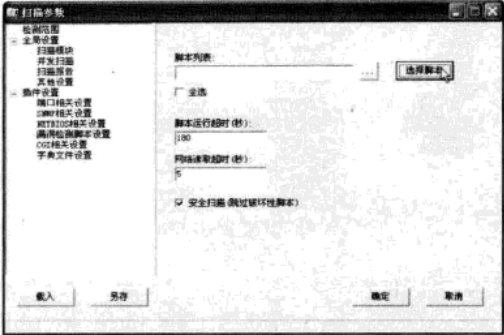 扫描参数
检测范围
全局设置
扫描模块
并发扫描
扫描报告
其他设置
插件设置
端口相关设置
SNMP相关设置
NETBIOS相关设置
漏洞检测脚本设置
CGI相关设置
字典文件设置
脚本列表:
...
选择脚本
全选
脚本运行超时(秒):
180
网络读取超时(秒):
5
安全扫描(跳过破坏性脚本)
载入
另存
确定
取消